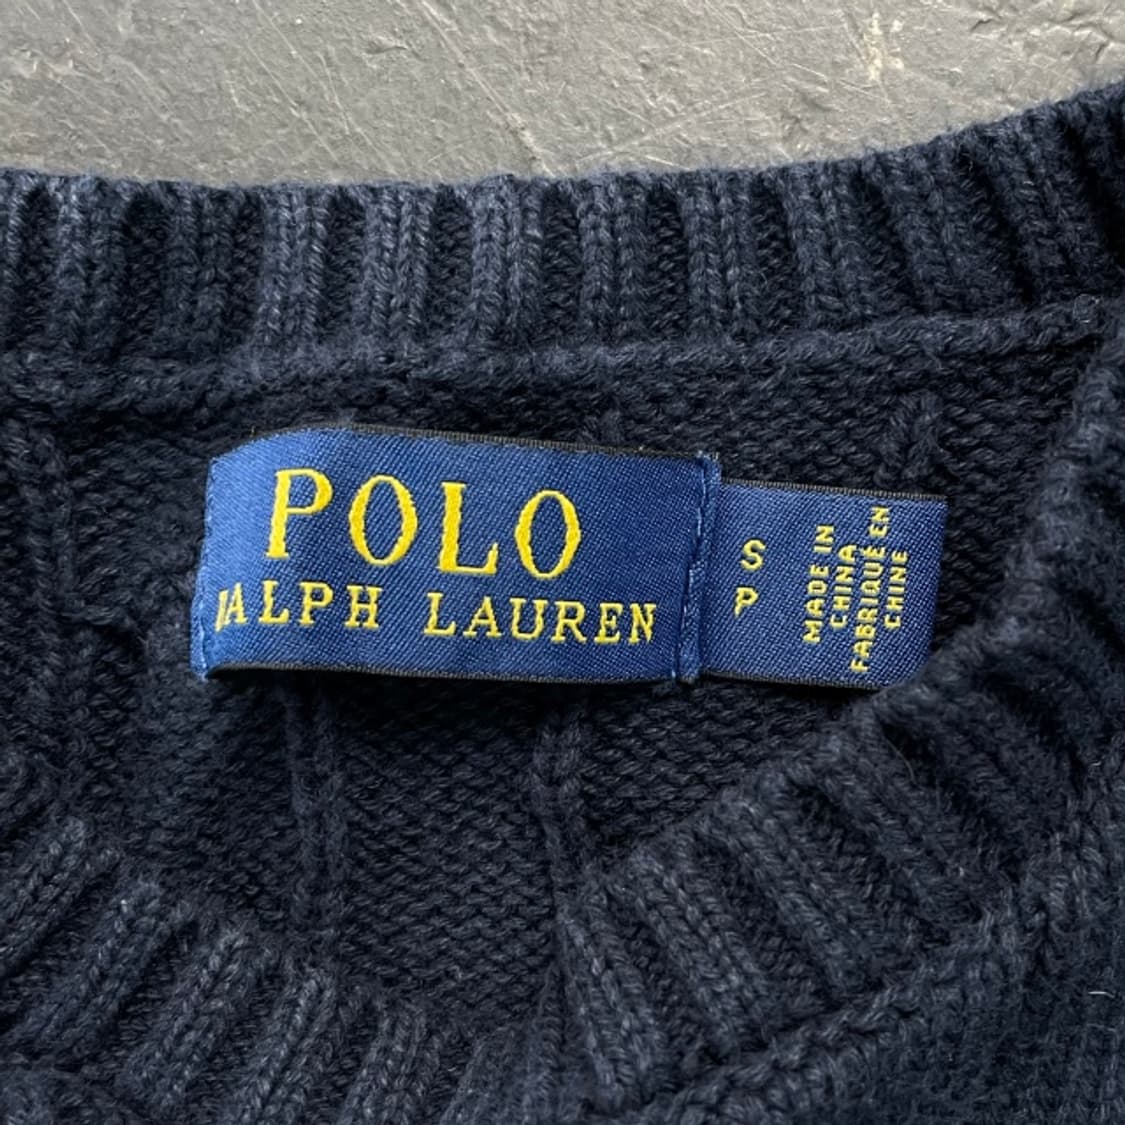 POLO
RALPH LAUREN
S
P
MADE IN
CHINA
FABRIQUÉ EN
CHINE